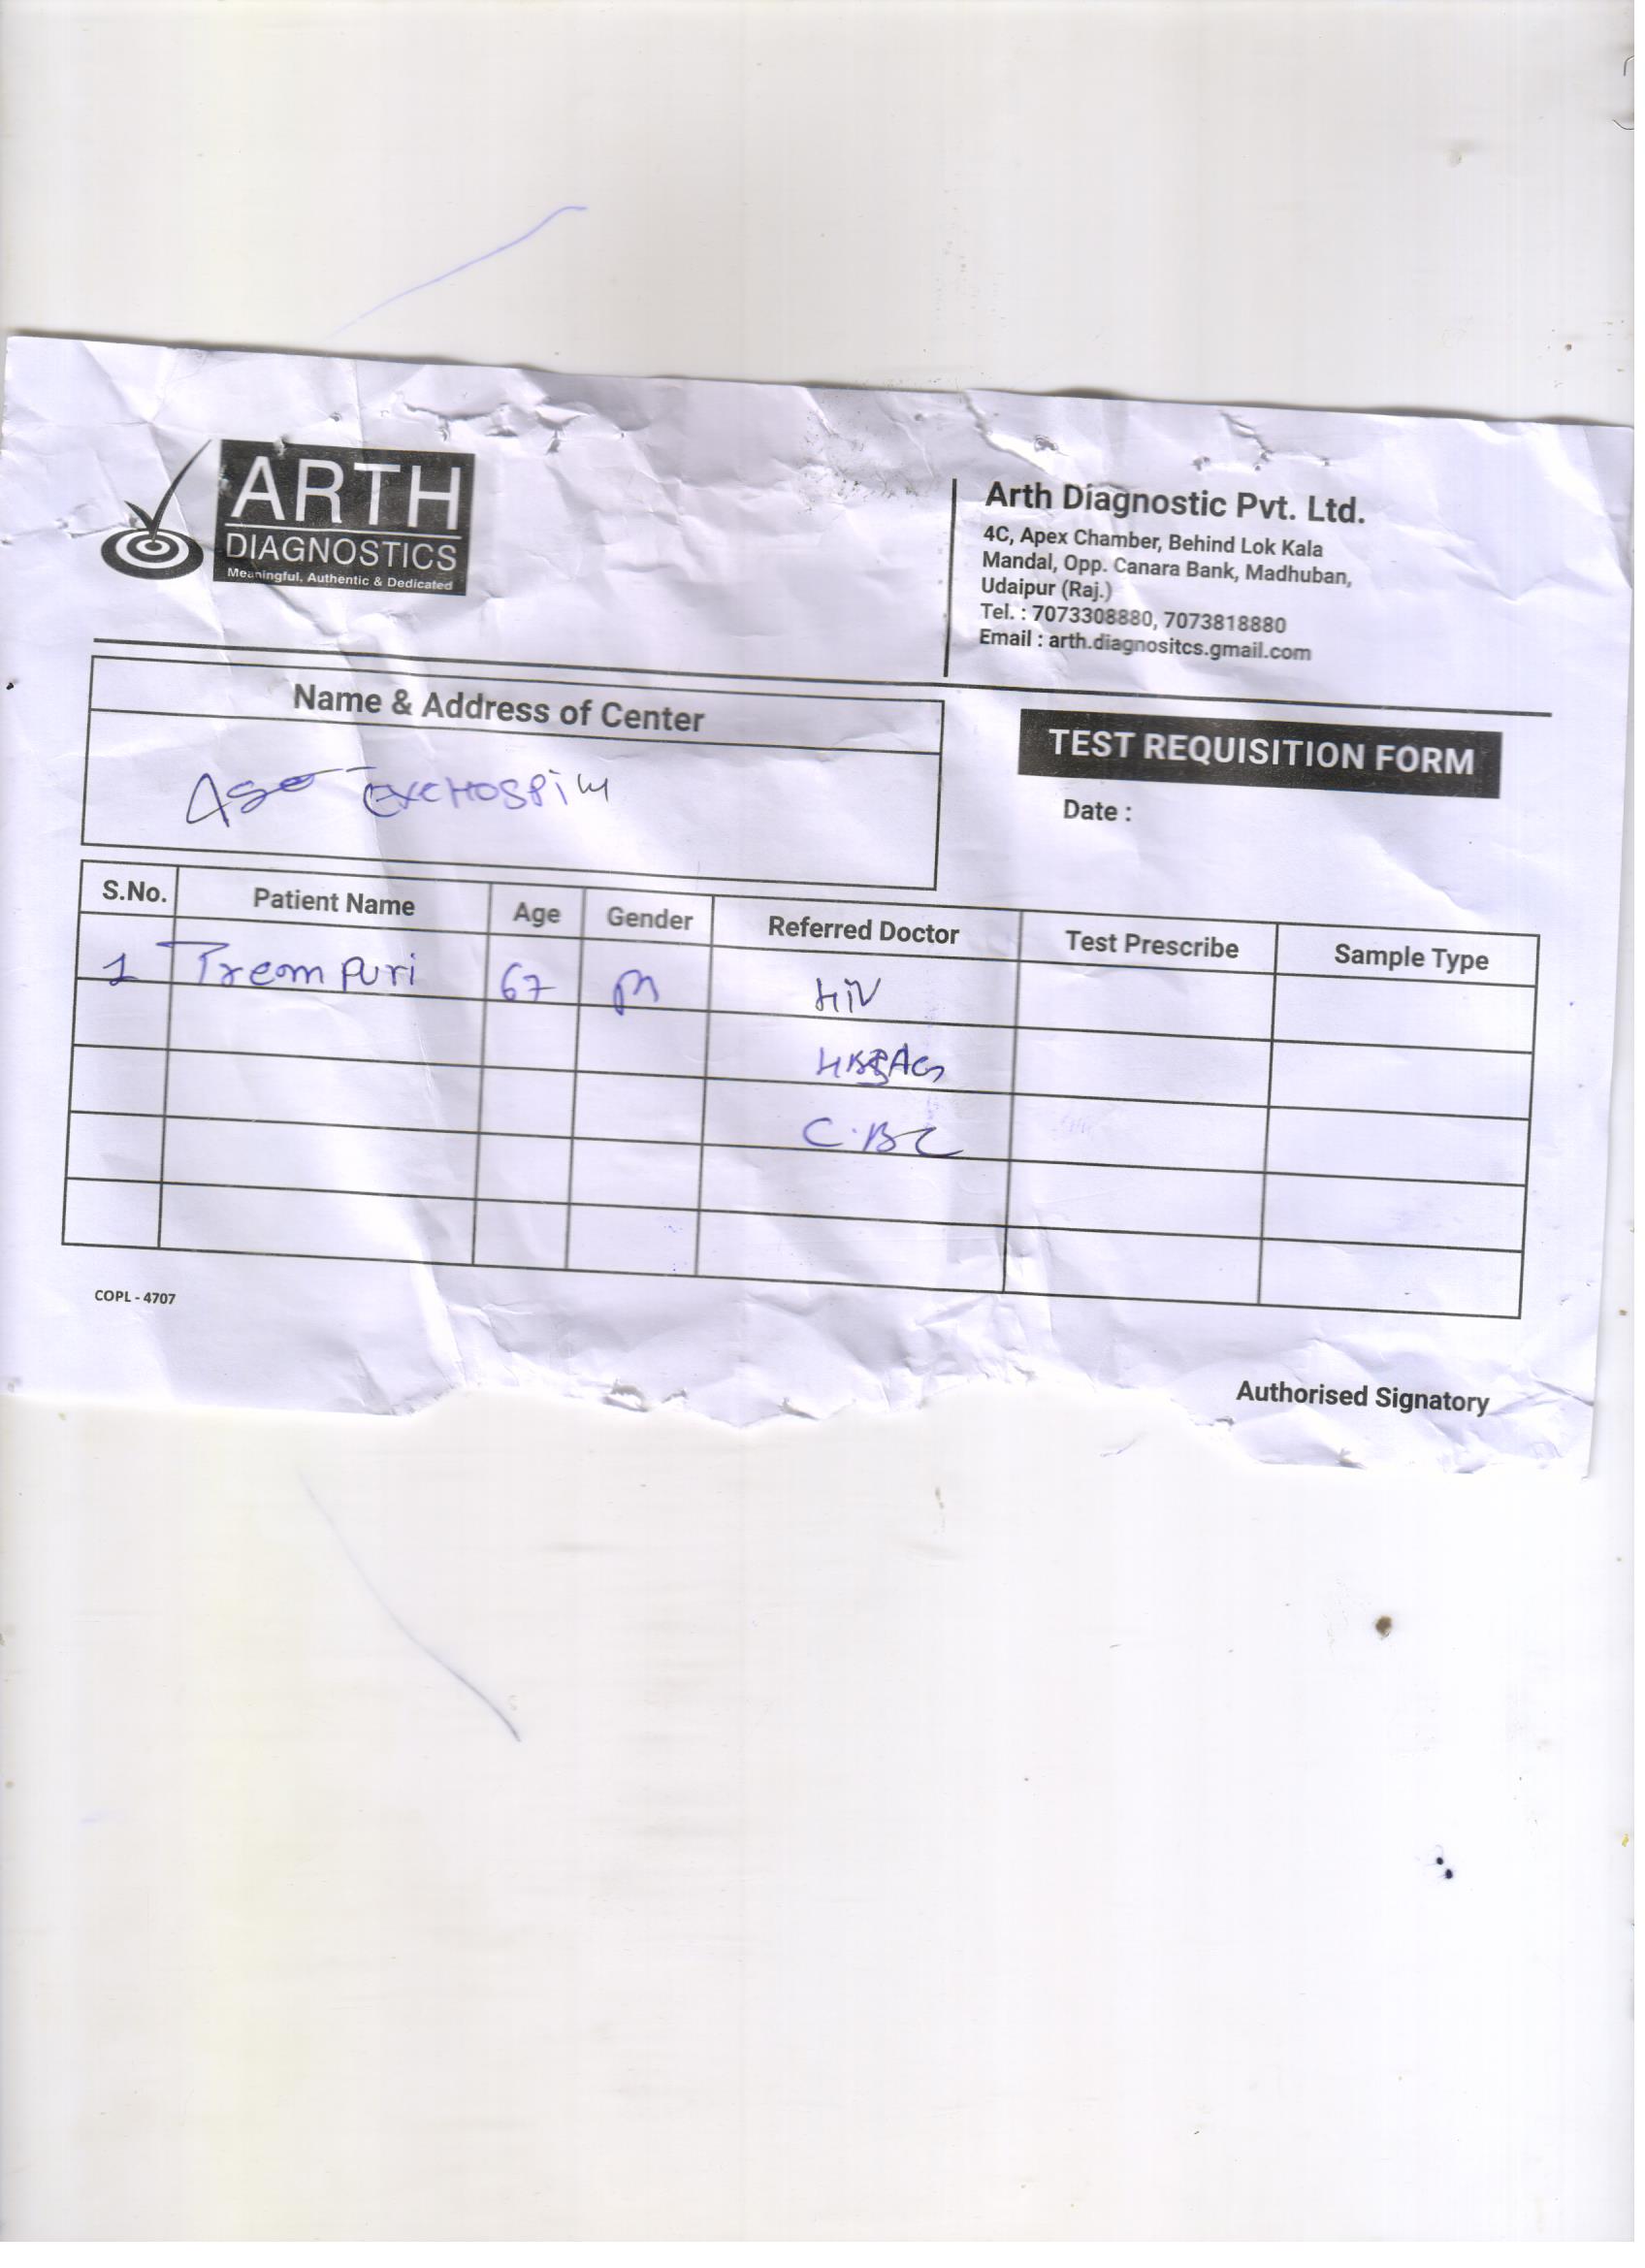 ARTH
DIAGNOSTICS
Meaningful, Authentic & Dedicated
Arth Diagnostic Pvt. Ltd.
4C, Apex Chamber, Behind Lok Kala
Mandal, Opp. Canara Bank, Madhuban,
Udaipur (Raj.)
Tel. : 7073308880, 7073818880
Email : arth.diagnositcs.gmail.com
Name & Address of Center
TEST REQUISITION FORM
Date :
S.No. Patient Name Age Gender Referred Doctor Test Prescribe Sample Type
1 Prem puri 67 M HiV
HBSAG
C.BC
COPL - 4707
Authorised Signatory